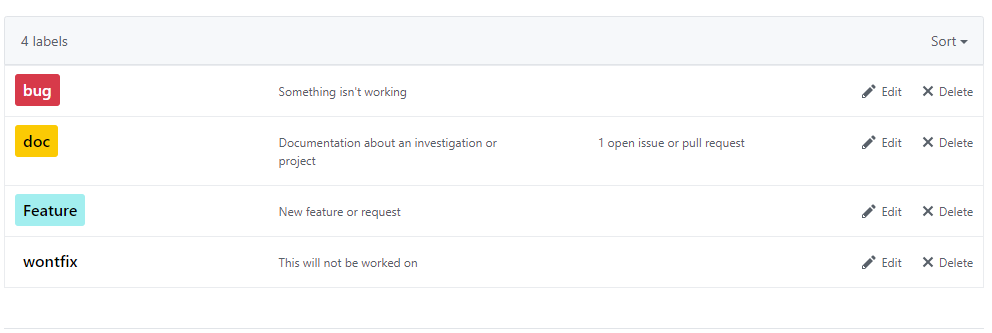 4 labels Sort
bug Something isn't working Edit Delete
doc Documentation about an investigation or 1 open issue or pull request Edit Delete
project
Feature New feature or request Edit Delete
wontfix This will not be worked on Edit Delete